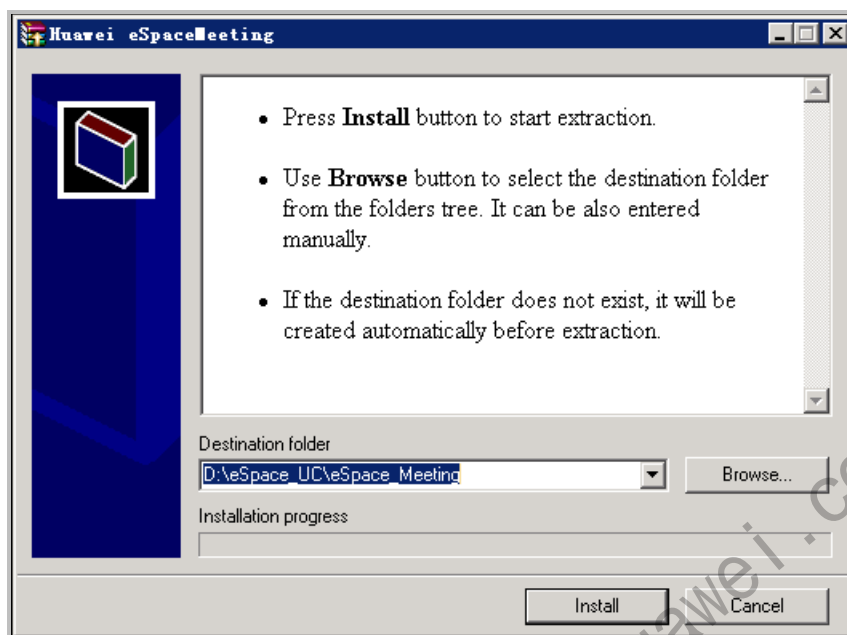 Huawei eSpaceMeeting
• Press Install button to start extraction.
• Use Browse button to select the destination folder
from the folders tree. It can be also entered
manually.
• If the destination folder does not exist, it will be
created automatically before extraction.
Destination folder
D:\eSpace_UC\eSpace_Meeting
Browse...
Installation progress
Install
Cancel